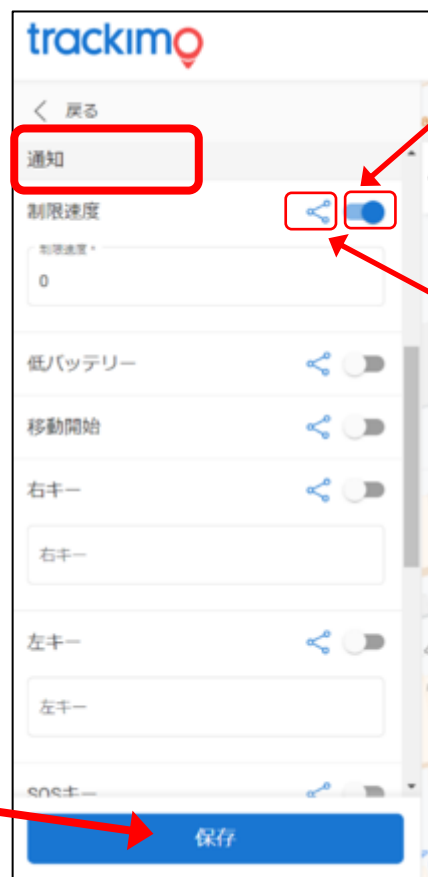 trackimo
戻る
通知
制限速度
制限速度*
0
低バッテリー
移動開始
右キー
右キー
左キー
左キー
SOSキー
保存